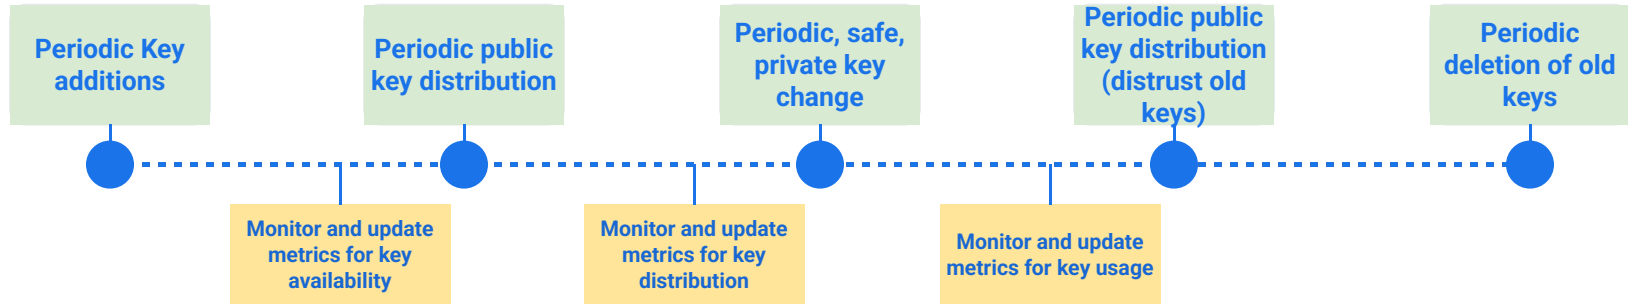 Periodic Key
additions
Periodic public
key distribution
Periodic, safe,
private key
change
Periodic public
key distribution
(distrust old
keys)
Periodic
deletion of old
keys
Monitor and update
metrics for key
availability
Monitor and update
metrics for key
distribution
Monitor and update
metrics for key usage